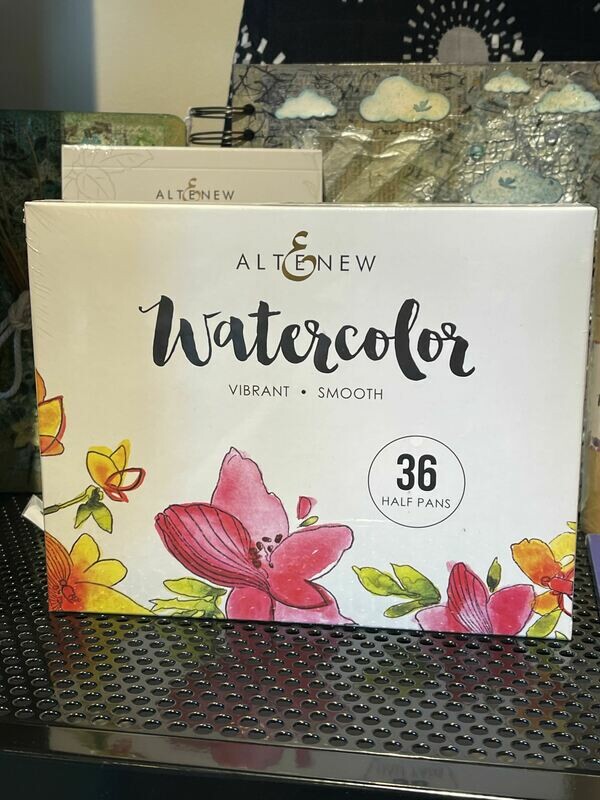 ALTENEW
ALTENEW
Watercolor
VIBRANT • SMOOTH
36
HALF PANS